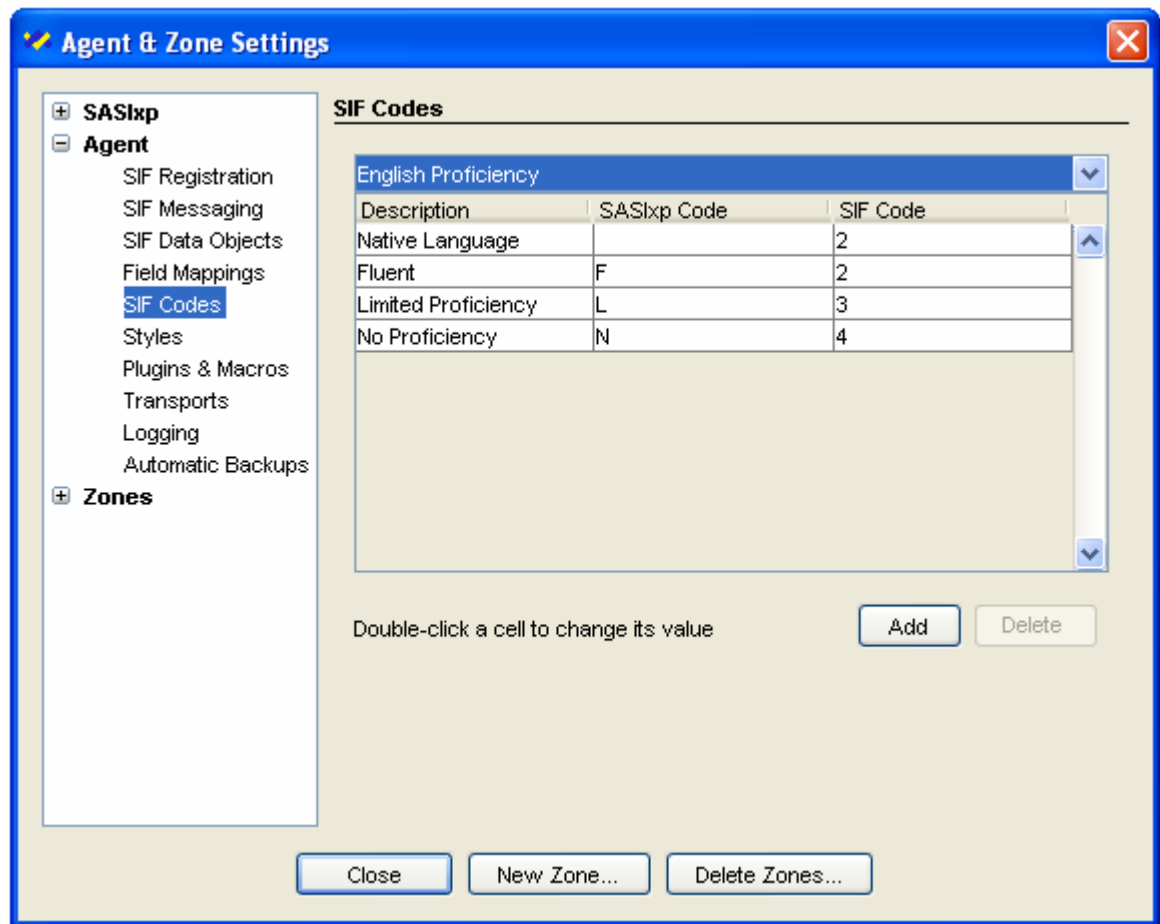 Agent & Zone Settings
SASIxp
Agent
SIF Registration
SIF Messaging
SIF Data Objects
Field Mappings
SIF Codes
Styles
Plugins & Macros
Transports
Logging
Automatic Backups
Zones
SIF Codes
English Proficiency
Description SASIxp Code SIF Code
Native Language 2
Fluent F 2
Limited Proficiency L 3
No Proficiency N 4
Double-click a cell to change its value
Add Delete
Close New Zone... Delete Zones...